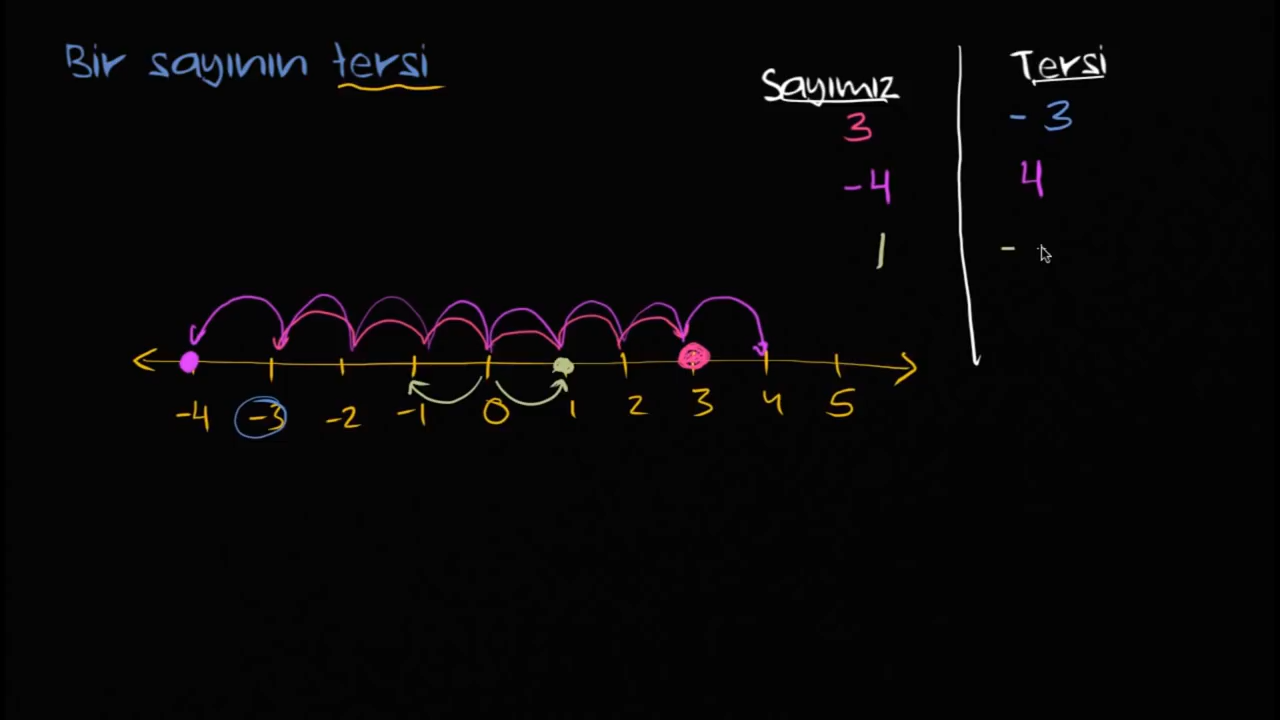 Bir sayının tersi
Sayımız Tersi
3 - 3
-4 4
1 -
-4 -3 -2 -1 0 1 2 3 4 5